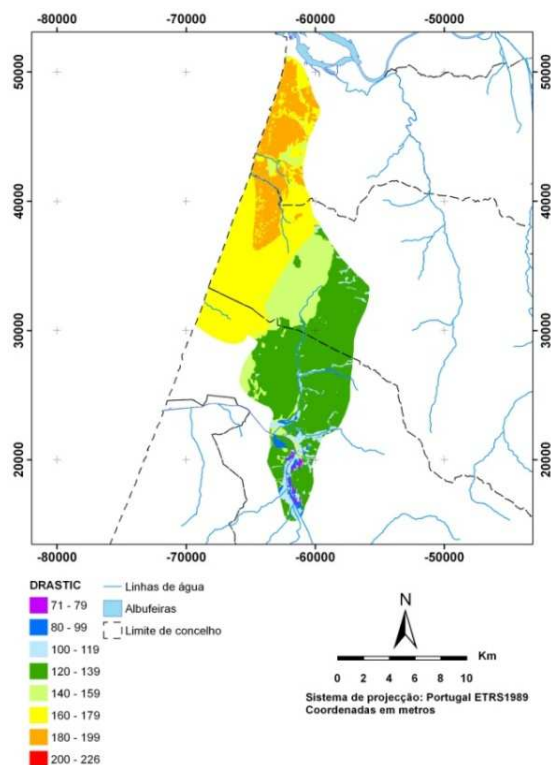 -80000 -70000 -60000 -50000
50000 50000
40000 40000
30000 30000
20000 20000
-80000 -70000 -60000 -50000
DRASTIC
71 - 79
80 - 99
100 - 119
120 - 139
140 - 159
160 - 179
180 - 199
200 - 226
Linhas de água
Albufeiras
Limite de concelho
N
Km
0 2 4 6 8 10
Sistema de projecção: Portugal ETRS1989
Coordenadas em metros